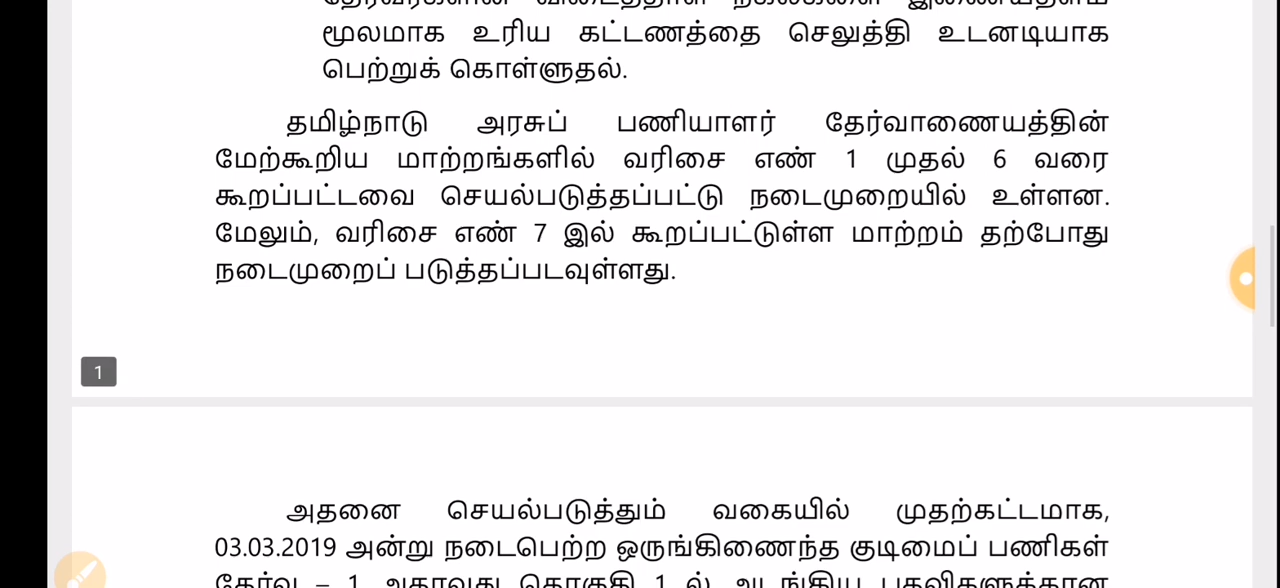 மூலமாக உரிய கட்டணத்தை செலுத்தி உடனடியாக
பெற்றுக் கொள்ளுதல்.
தமிழ்நாடு அரசுப் பணியாளர் தேர்வாணையத்தின்
மேற்கூறிய மாற்றங்களில் வரிசை எண் 1 முதல் 6 வரை
கூறப்பட்டவை செயல்படுத்தப்பட்டு நடைமுறையில் உள்ளன.
மேலும், வரிசை எண் 7 இல் கூறப்பட்டுள்ள மாற்றம் தற்போது
நடைமுறைப் படுத்தப்படவுள்ளது.
1
அதனை செயல்படுத்தும் வகையில் முதற்கட்டமாக,
03.03.2019 அன்று நடைபெற்ற ஒருங்கிணைந்த குடிமைப் பணிகள்